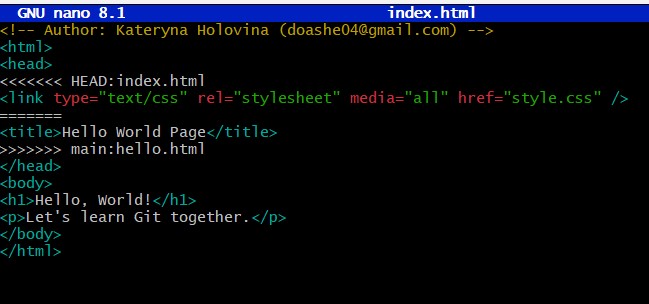 GNU nano 8.1 index.html
<!-- Author: Kateryna Holovina (doashe04@gmail.com) -->
<html>
<head>
<<<<<<< HEAD:index.html
<link type="text/css" rel="stylesheet" media="all" href="style.css" />
=======
<title>Hello World Page</title>
>>>>>>> main:hello.html
</head>
<body>
<h1>Hello, World!</h1>
<p>Let's learn Git together.</p>
</body>
</html>